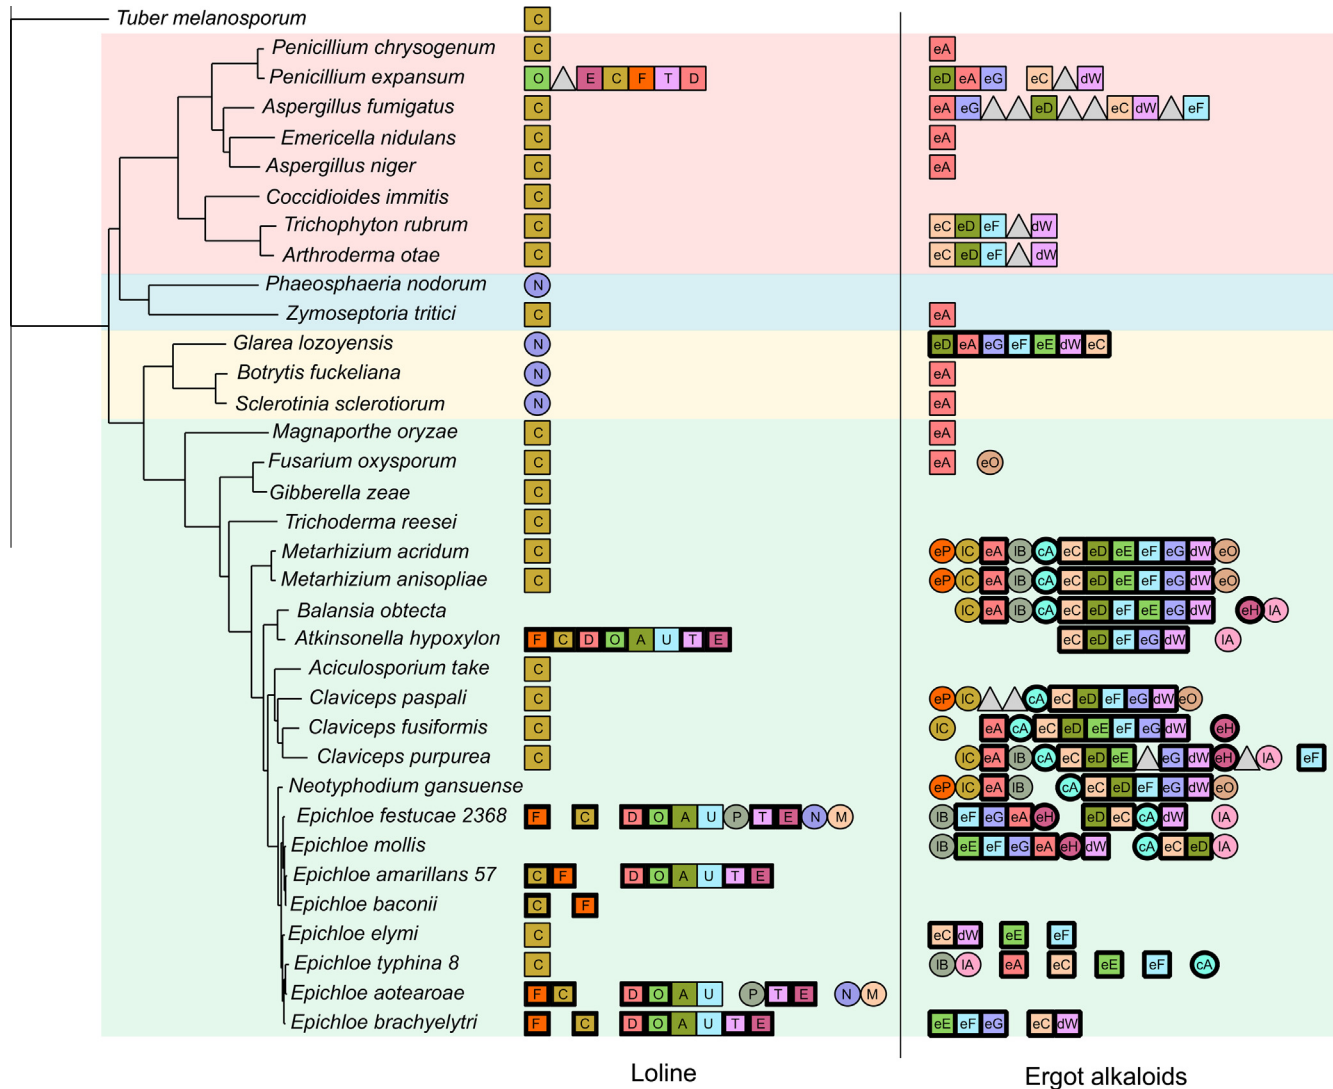 Tuber melanosporum C
Penicillium chrysogenum C eA
Penicillium expansum O E C F T D eD eA eG eC dW
Aspergillus fumigatus C eA eG eD eC dW eF
Emericella nidulans C eA
Aspergillus niger C eA
Coccidioides immitis C
Trichophyton rubrum C eC eD eF dW
Arthroderma otae C eC eD eF dW
Phaeosphaeria nodorum N
Zymoseptoria tritici C eA
Glarea lozoyensis N eD eA eG eF eE dW eC
Botrytis fuckeliana N eA
Sclerotinia sclerotiorum N eA
Magnaporthe oryzae C eA
Fusarium oxysporum C eA eO
Gibberella zeae C
Trichoderma reesei C
Metarhizium acridum C eP lC eA lB cA eC eD eE eF eG dW eO
Metarhizium anisopliae C eP lC eA lB cA eC eD eE eF eG dW eO
Balansia obtecta lC eA lB cA eC eD eF eE eG dW eH lA
Atkinsonella hypoxylon F C D O A U T E eC eD eF eG dW lA
Aciculosporium take C
Claviceps paspali C eP lC cA eC eD eF eG dW eO
Claviceps fusiformis C lC eA cA eC eD eE eF eG dW eH
Claviceps purpurea C lC eA lB cA eC eD eE eG dW eH lA eF
Neotyphodium gansuense eP lC eA lB cA eC eD eF eG dW eO
Epichloe festucae 2368 F C D O A U P T E N M lB eF eG eA eH eD eC cA dW lA
Epichloe mollis lB eE eF eG eA eH dW cA eC eD lA
Epichloe amarillans 57 C F D O A U T E
Epichloe baconii C F
Epichloe elymi C eC dW eE eF
Epichloe typhina 8 C lB lA eA eC eE eF cA
Epichloe aotearoae F C D O A U P T E N M
Epichloe brachyelytri F C D O A U T E eE eF eG eC dW
Loline Ergot alkaloids